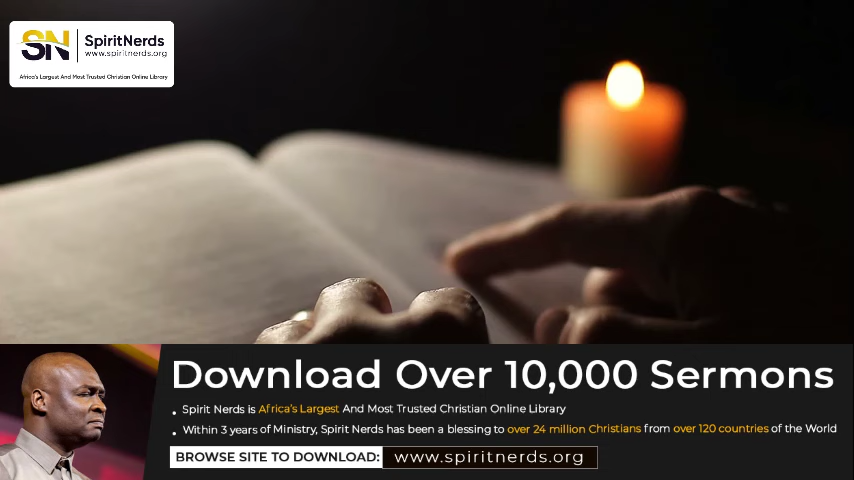 SN
SpiritNerds
www.spiritnerds.org
Africa's Largest And Most Trusted Christian Online Library
Download Over 10,000 Sermons
• Spirit Nerds is Africa's Largest And Most Trusted Christian Online Library
• Within 3 years of Ministry, Spirit Nerds has been a blessing to over 24 million Christians from over 120 countries of the World
BROWSE SITE TO DOWNLOAD: www.spiritnerds.org